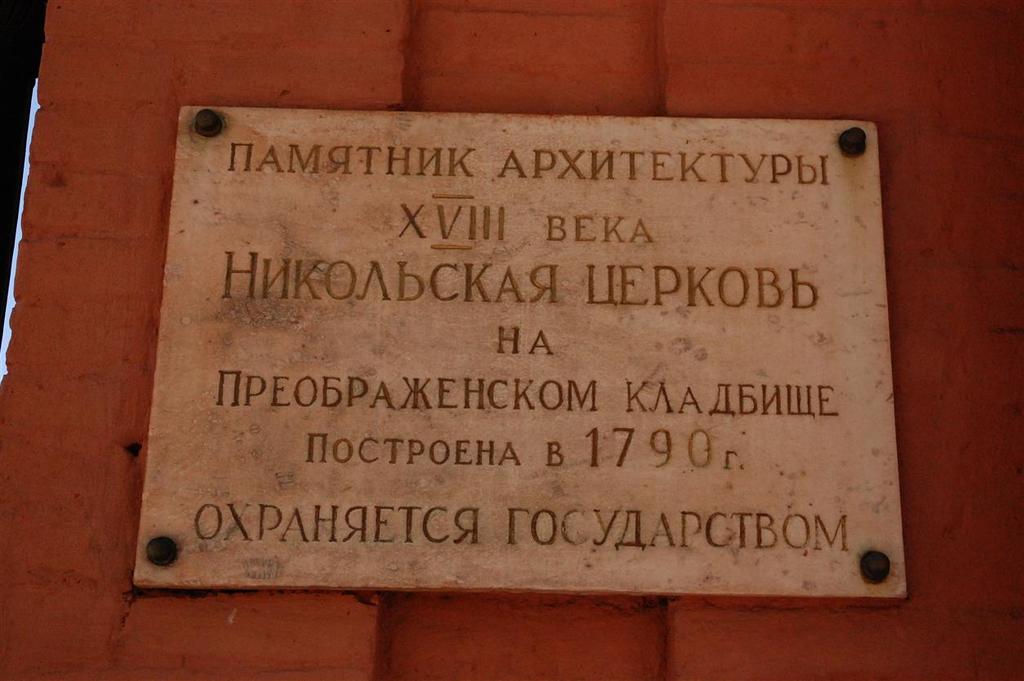 ПАМЯТНИК АРХИТЕКТУРЫ
XVIII ВЕКА
НИКОЛЬСКАЯ ЦЕРКОВЬ
НА
ПРЕОБРАЖЕНСКОМ КЛАДБИЩЕ
ПОСТРОЕНА В 1790 г.
ОХРАНЯЕТСЯ ГОСУДАРСТВОМ